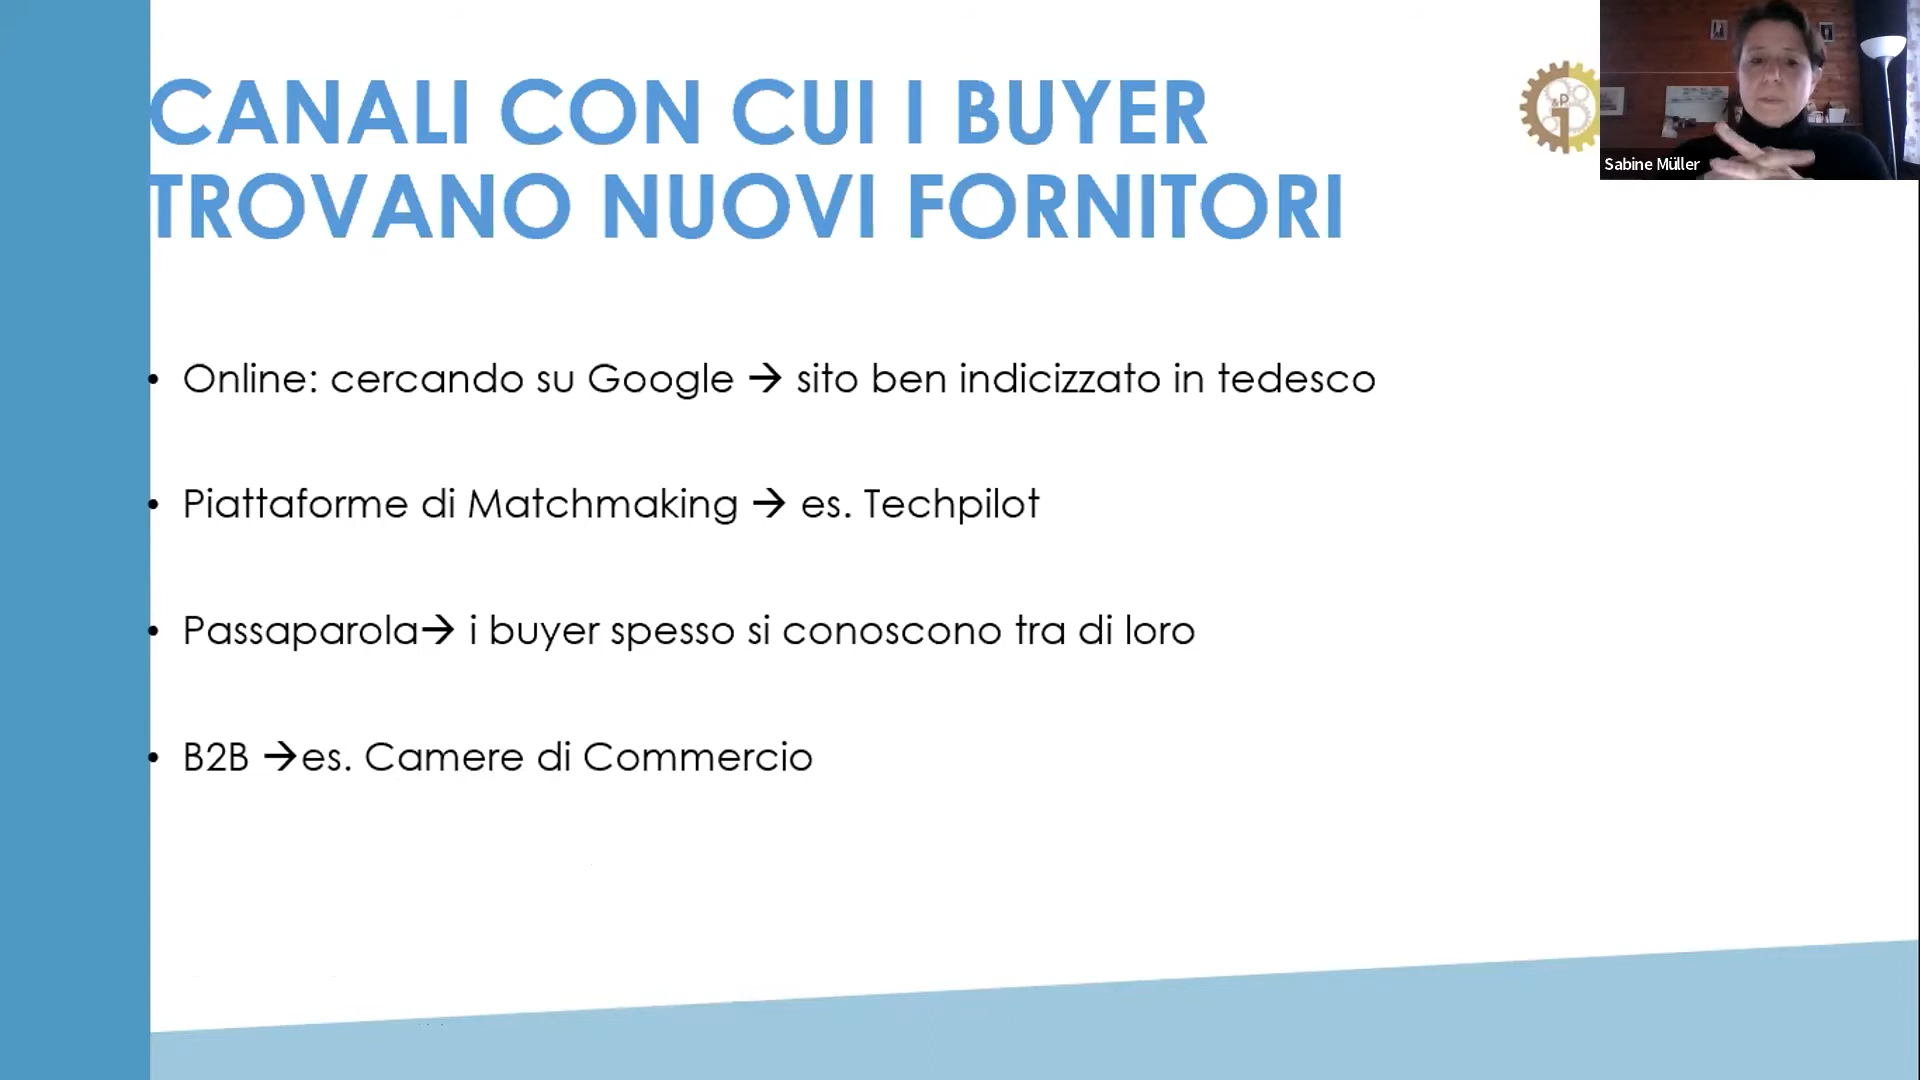 CANALI CON CUI I BUYER
TROVANO NUOVI FORNITORI
• Online: cercando su Google → sito ben indicizzato in tedesco
• Piattaforme di Matchmaking → es. Techpilot
• Passaparola→ i buyer spesso si conoscono tra di loro
• B2B →es. Camere di Commercio
Sabine Müller